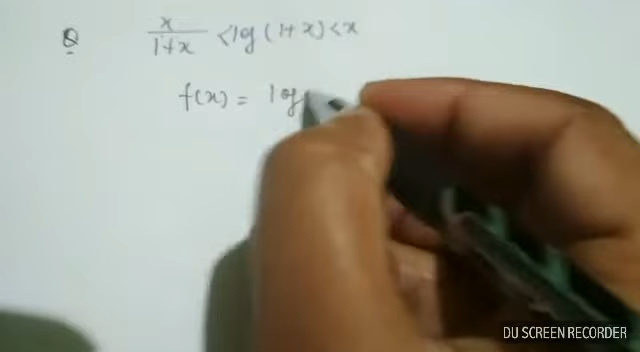 Q x/1+x < log (1+x) < x
f(x) = log
DU SCREEN RECORDER